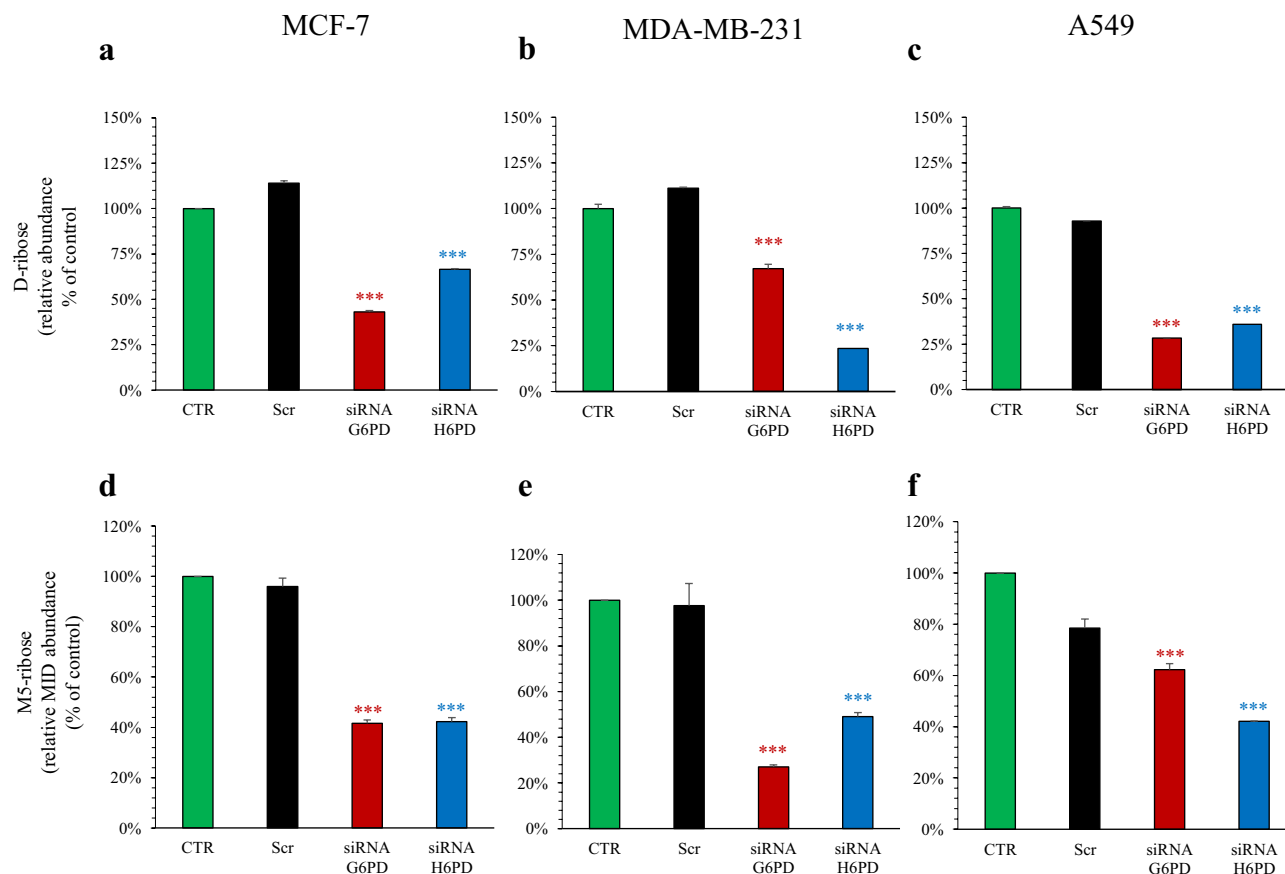 MCF-7
MDA-MB-231
A549
a
b
c
D-ribose
(relative abundance
% of control
150%
125%
100%
75%
50%
25%
0%
***
***
CTR
Scr
siRNA
G6PD
siRNA
H6PD
150%
125%
100%
75%
50%
25%
0%
***
***
CTR
Scr
siRNA
G6PD
siRNA
H6PD
150%
125%
100%
75%
50%
25%
0%
***
***
CTR
Scr
siRNA
G6PD
siRNA
H6PD
d
e
f
M5-ribose
(relative MID abundance
(% of control)
120%
100%
80%
60%
40%
20%
0%
***
***
CTR
Scr
siRNA
G6PD
siRNA
H6PD
120%
100%
80%
60%
40%
20%
0%
***
***
CTR
Scr
siRNA
G6PD
siRNA
H6PD
120%
100%
80%
60%
40%
20%
0%
***
***
CTR
Scr
siRNA
G6PD
siRNA
H6PD